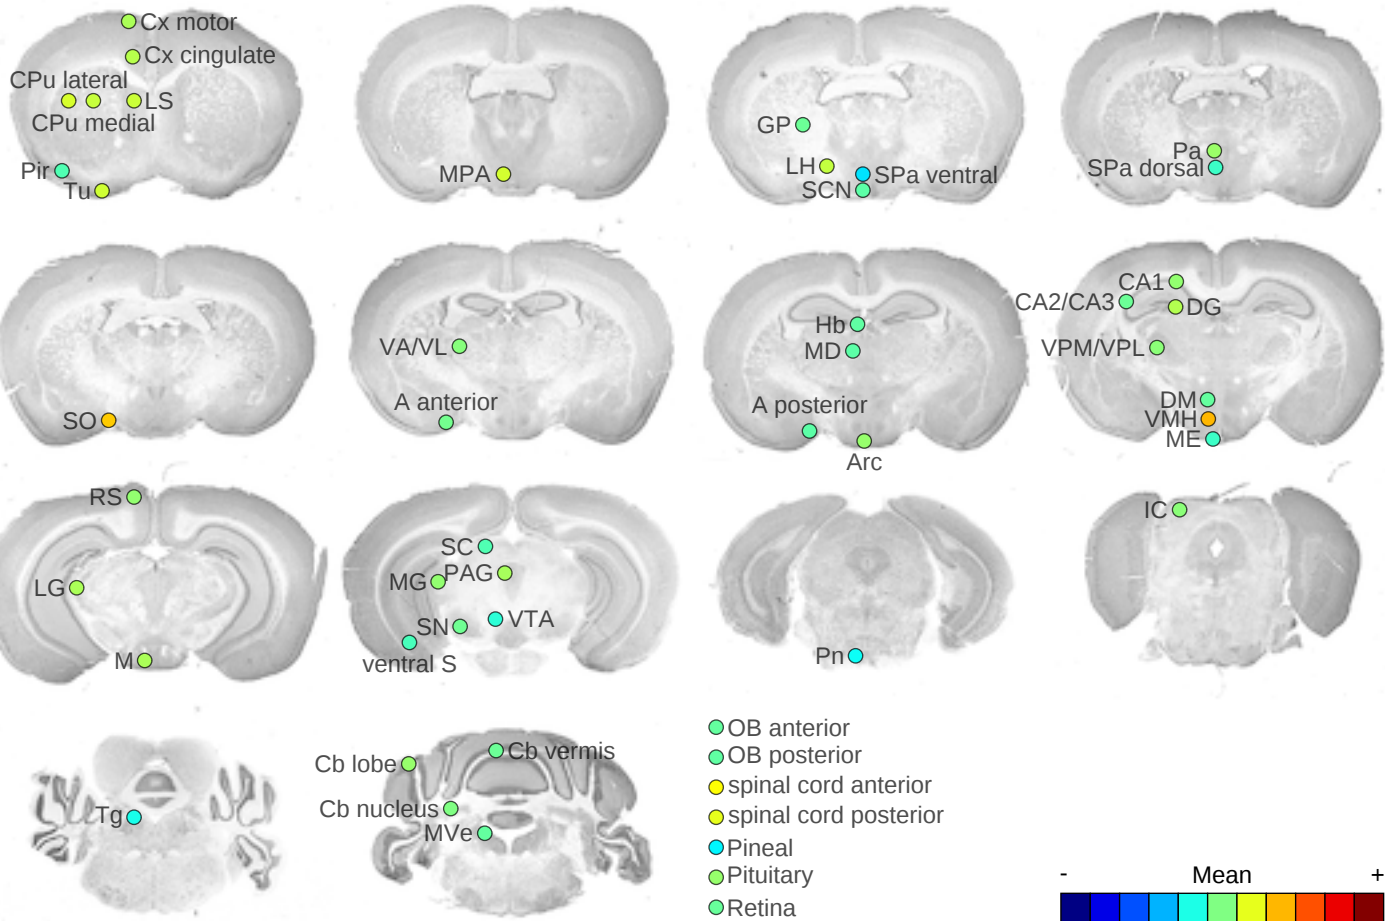 Cx motor
Cx cingulate
CPu lateral
LS
CPu medial
Pir
Tu
MPA
GP
LH
SPa ventral
SCN
Pa
SPa dorsal
SO
VA/VL
A anterior
Hb
MD
A posterior
Arc
CA1
CA2/CA3
DG
VPM/VPL
DM
VMH
ME
RS
LG
M
SC
MG
PAG
SN
VTA
ventral S
Pn
IC
Tg
Cb lobe
Cb vermis
Cb nucleus
MVe
OB anterior
OB posterior
spinal cord anterior
spinal cord posterior
Pineal
Pituitary
Retina
- Mean +